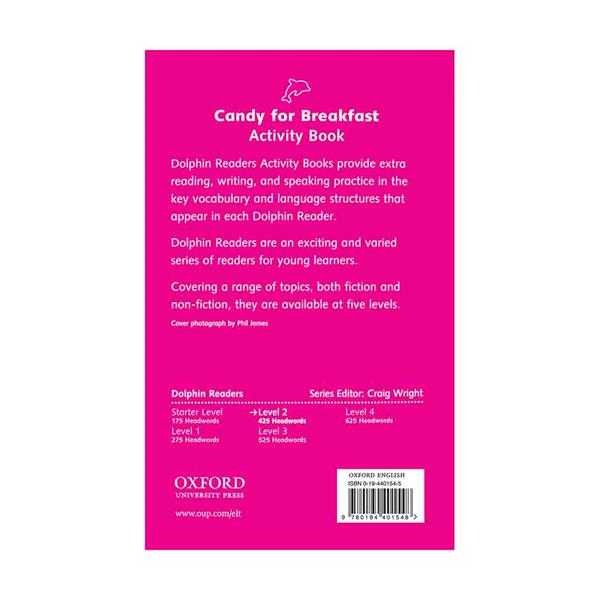 Candy for Breakfast
Activity Book
Dolphin Readers Activity Books provide extra
reading, writing, and speaking practice in the
key vocabulary and language structures that
appear in each Dolphin Reader.
Dolphin Readers are an exciting and varied
series of readers for young learners.
Covering a range of topics, both fiction and
non-fiction, they are available at five levels.
Cover photograph by Phil James
Dolphin Readers Series Editor: Craig Wright
Starter Level →Level 2 Level 4
175 Headwords 425 Headwords 625 Headwords
Level 1 Level 3
275 Headwords 525 Headwords
OXFORD
UNIVERSITY PRESS
www.oup.com/elt
OXFORD ENGLISH
ISBN 0-19-440154-5
9 780194 401548 >